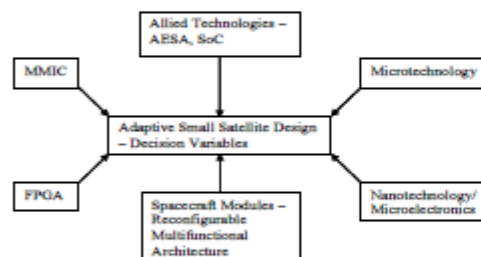 Allied Technologies –
AESA, SoC
MMIC
Microtechnology
Adaptive Small Satellite Design
– Decision Variables
FPGA
Spacecraft Modules –
Reconfigurable
Multifunctional
Architecture
Nanotechnology/
Microelectronics